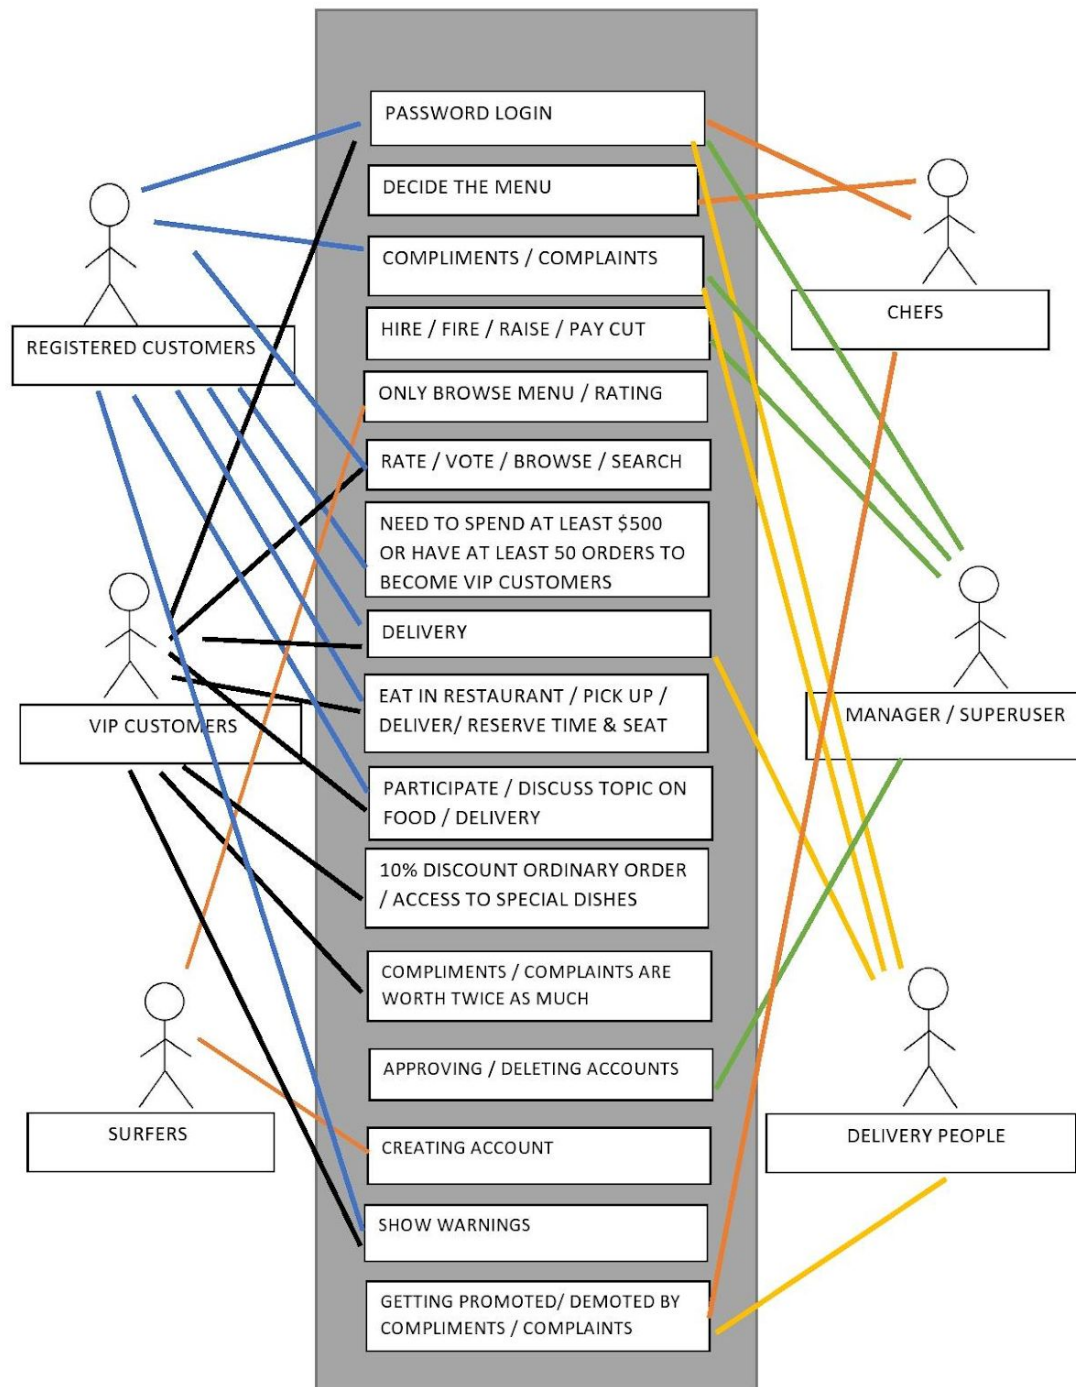 PASSWORD LOGIN
DECIDE THE MENU
COMPLIMENTS / COMPLAINTS
HIRE / FIRE / RAISE / PAY CUT
ONLY BROWSE MENU / RATING
RATE / VOTE / BROWSE / SEARCH
NEED TO SPEND AT LEAST $500
OR HAVE AT LEAST 50 ORDERS TO
BECOME VIP CUSTOMERS
DELIVERY
EAT IN RESTAURANT / PICK UP /
DELIVER/ RESERVE TIME & SEAT
PARTICIPATE / DISCUSS TOPIC ON
FOOD / DELIVERY
10% DISCOUNT ORDINARY ORDER
/ ACCESS TO SPECIAL DISHES
COMPLIMENTS / COMPLAINTS ARE
WORTH TWICE AS MUCH
APPROVING / DELETING ACCOUNTS
CREATING ACCOUNT
SHOW WARNINGS
GETTING PROMOTED/ DEMOTED BY
COMPLIMENTS / COMPLAINTS
REGISTERED CUSTOMERS
VIP CUSTOMERS
SURFERS
CHEFS
MANAGER / SUPERUSER
DELIVERY PEOPLE